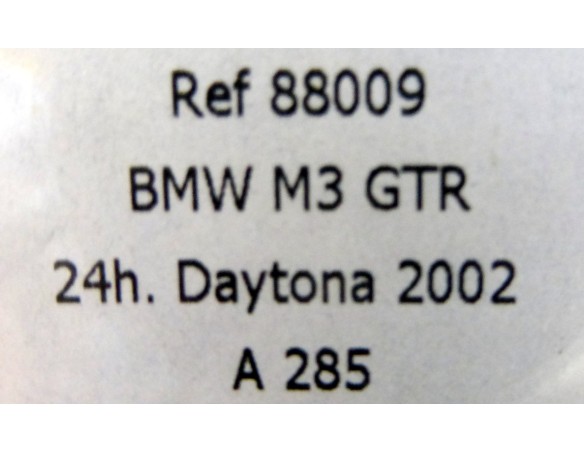 Ref 88009
BMW M3 GTR
24h. Daytona 2002
A 285